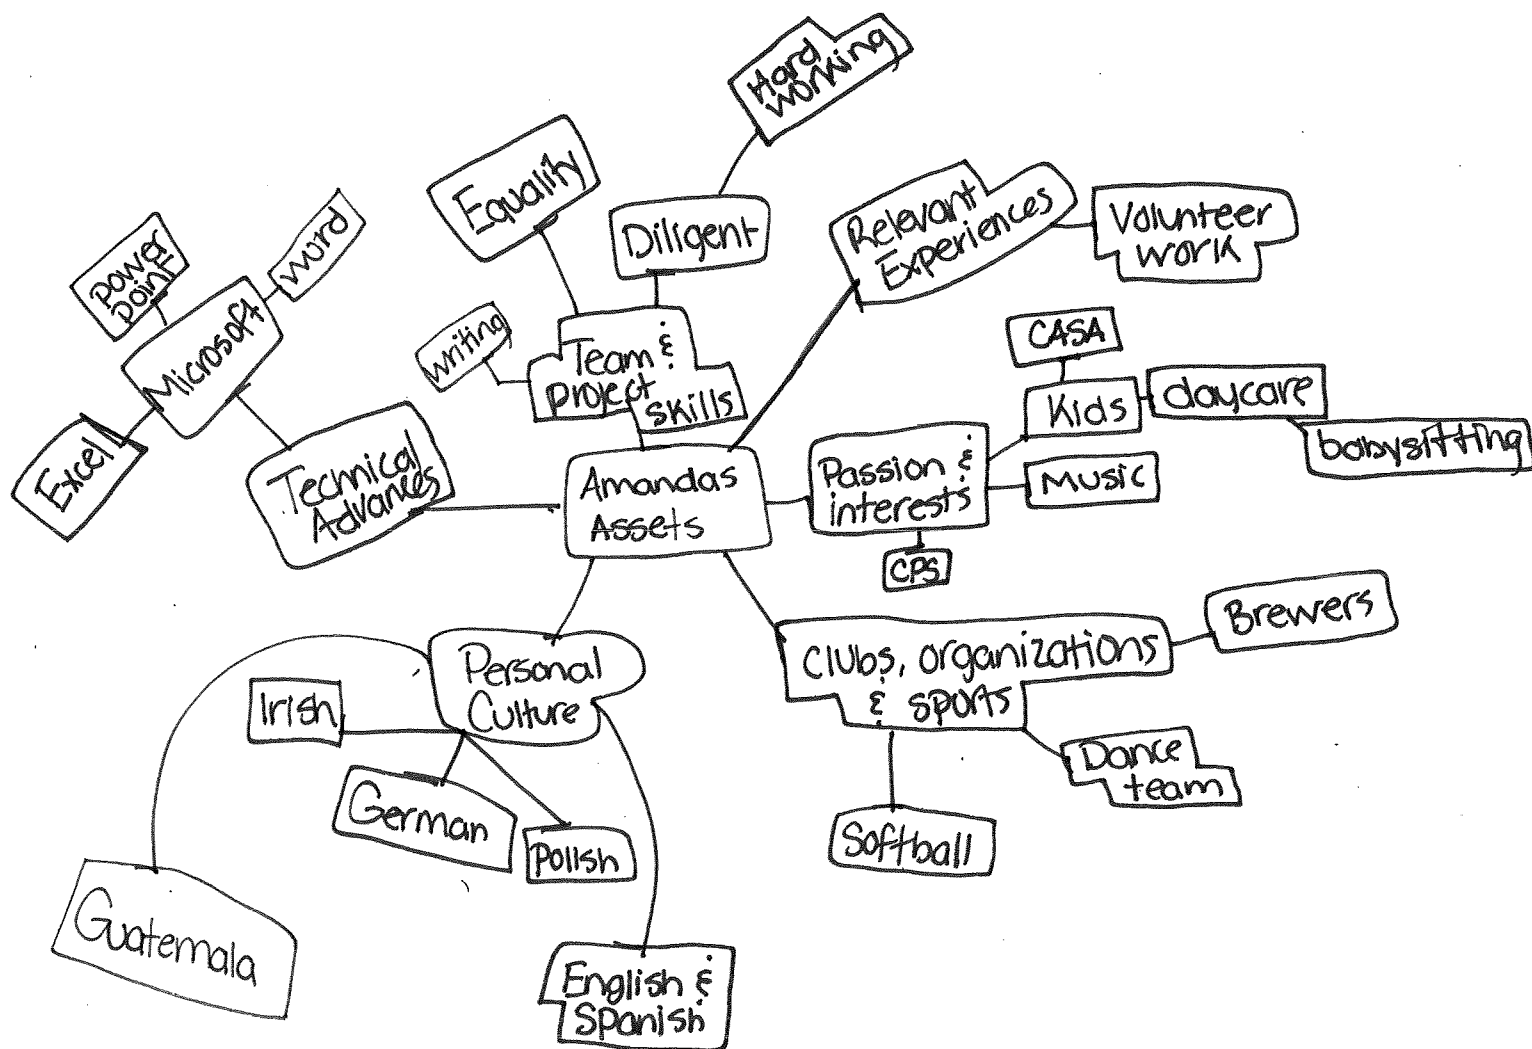 Hard
working
Equality
Diligent
Relevant
Experiences
Volunteer
work
power
point
word
Microsoft
Excel
writing
Team &
project
skills
Technical
Advances
Amandas
Assets
Passion &
interests
CASA
Kids
daycare
babysitting
Music
CPS
Personal
Culture
Irish
German
Polish
Guatemala
English &
Spanish
Clubs, organizations
& sports
Brewers
Dance
team
Softball